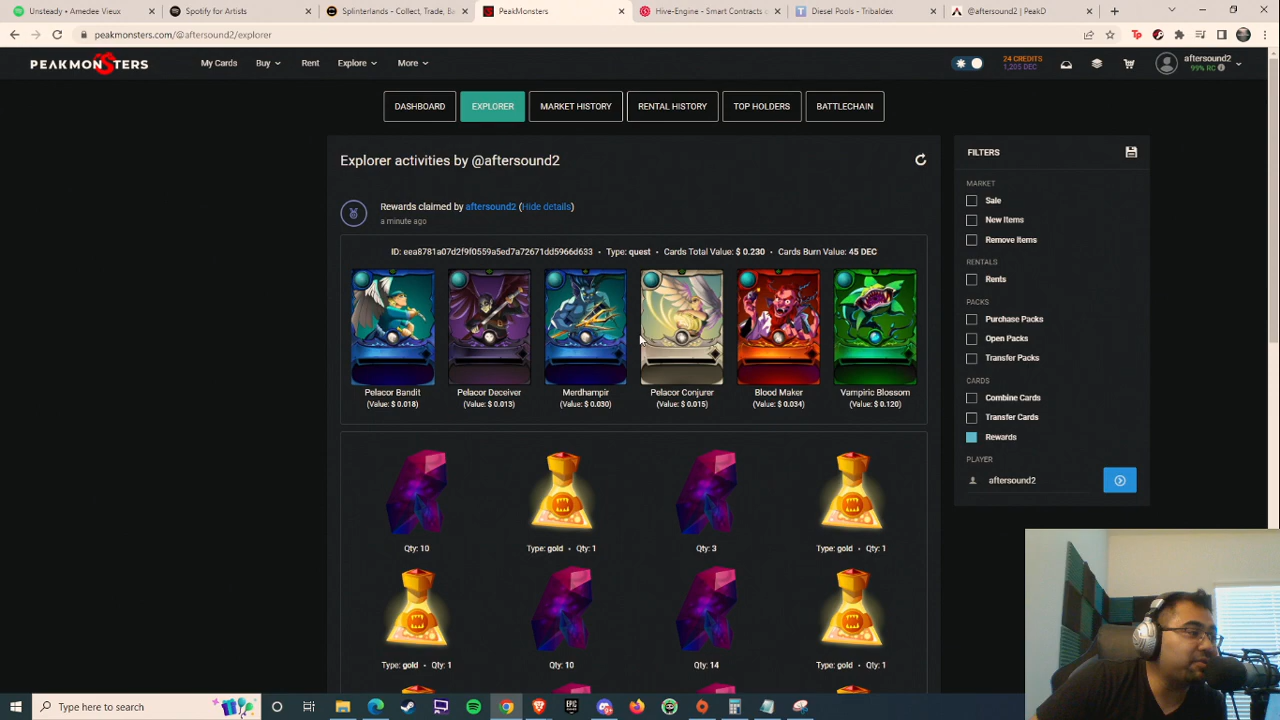 Unsteady • Amedee Vieux
Spotify for Artists
Splinterlands - Collect, Trade, B
PeakMonsters
Hive-Engine - Smart Contracts o
Diesel Pools - Tribaldex
@aftersound2 | PeakD
peakmonsters.com/@aftersound2/explorer
PEAKMONSTERS
My Cards
Buy
Rent
Explore
More
24 CREDITS
1,205 DEC
aftersound2
99% RC
DASHBOARD
EXPLORER
MARKET HISTORY
RENTAL HISTORY
TOP HOLDERS
BATTLECHAIN
Explorer activities by @aftersound2
Rewards claimed by aftersound2 (Hide details)
a minute ago
ID: eea8781a07d2f9f0559a5ed7a72671dd5966d633 • Type: quest • Cards Total Value: $ 0.230 • Cards Burn Value: 45 DEC
Pelacor Bandit
(Value: $ 0.018)
Pelacor Deceiver
(Value: $ 0.013)
Merdhampir
(Value: $ 0.030)
Pelacor Conjurer
(Value: $ 0.015)
Blood Maker
(Value: $ 0.034)
Vampiric Blossom
(Value: $ 0.120)
Qty: 10
Type: gold • Qty: 1
Qty: 3
Type: gold • Qty: 1
Type: gold • Qty: 1
Qty: 10
Qty: 14
Type: gold • Qty: 1
FILTERS
MARKET
Sale
New Items
Remove Items
RENTALS
Rents
PACKS
Purchase Packs
Open Packs
Transfer Packs
CARDS
Combine Cards
Transfer Cards
Rewards
PLAYER
aftersound2
Type here to search